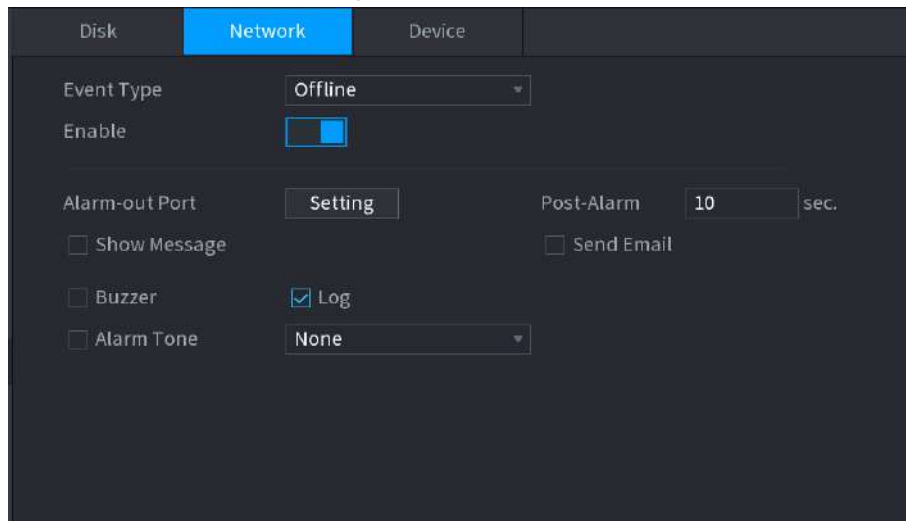 Disk Network Device
Event Type Offline
Enable
Alarm-out Port Setting Post-Alarm 10 sec.
Show Message Send Email
Buzzer Log
Alarm Tone None